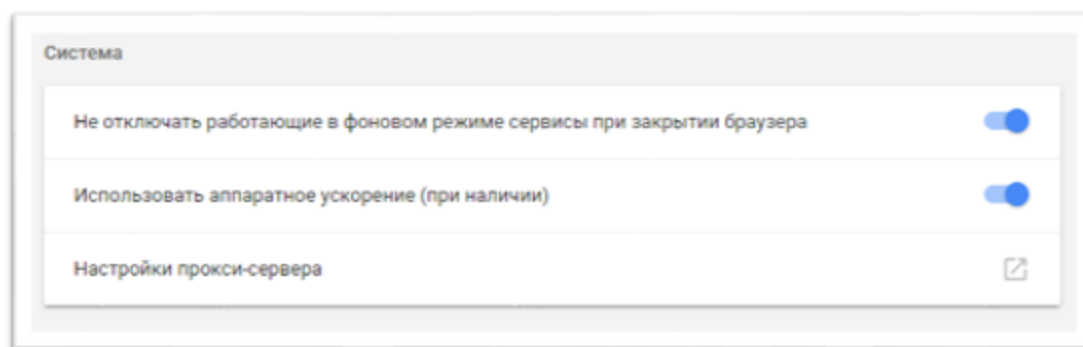 Система
Не отключать работающие в фоновом режиме сервисы при закрытии браузера
Использовать аппаратное ускорение (при наличии)
Настройки прокси-сервера